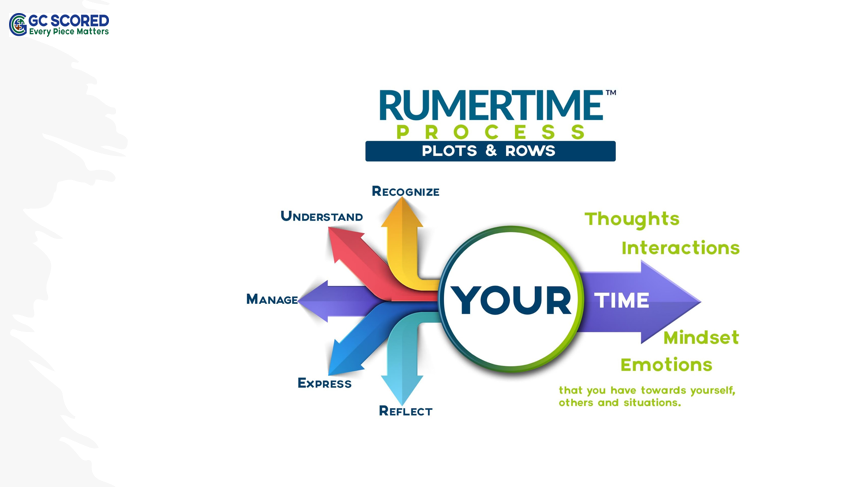 GC SCORED
Every Piece Matters
RUMERTIME™
PROCESS
PLOTS & ROWS
RECOGNIZE
UNDERSTAND
MANAGE
EXPRESS
REFLECT
YOUR
TIME
Thoughts
Interactions
Mindset
Emotions
that you have towards yourself,
others and situations.